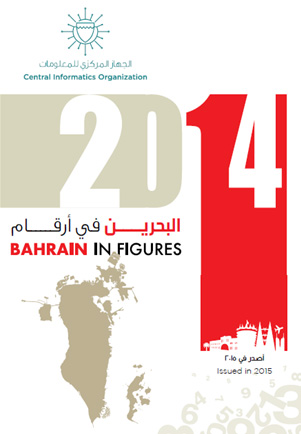 الجهاز المركزي للمعلومات
Central Informatics Organization
2014
البحرين في أرقام
BAHRAIN IN FIGURES
أصدر في ٢٠١٥
Issued in 2015